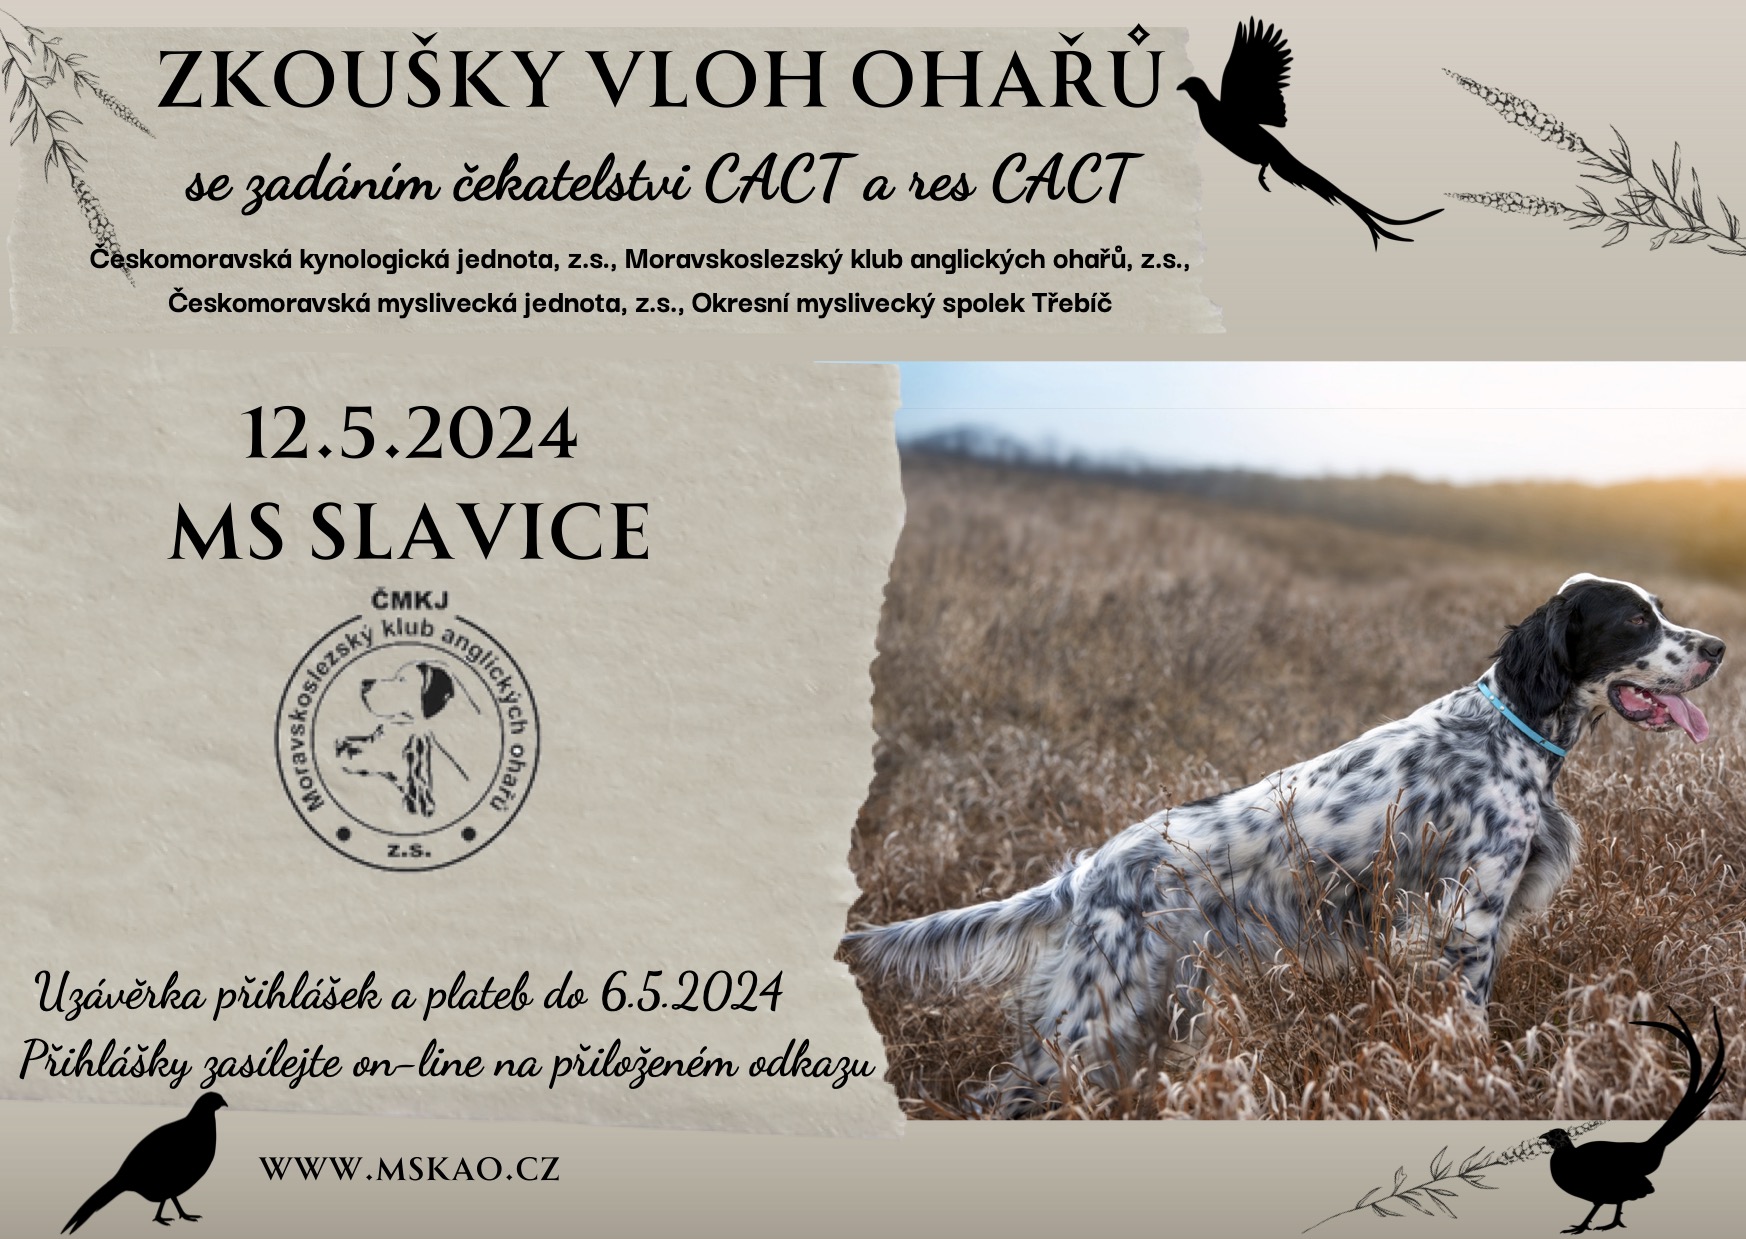 ZKOUŠKY VLOH OHAŘŮ
se zadáním čekatelstvi CACT a res CACT
Českomoravská kynologická jednota, z.s., Moravskoslezský klub anglických ohařů, z.s.,
Českomoravská myslivecká jednota, z.s., Okresní myslivecký spolek Třebíč
12.5.2024
MS SLAVICE
ČMKJ
Moravskoslezský klub anglických ohařů
z.s.
Uzávěrka přihlášek a plateb do 6.5.2024
Přihlášky zasílejte on-line na přiloženém odkazu
WWW.MSKAO.CZ